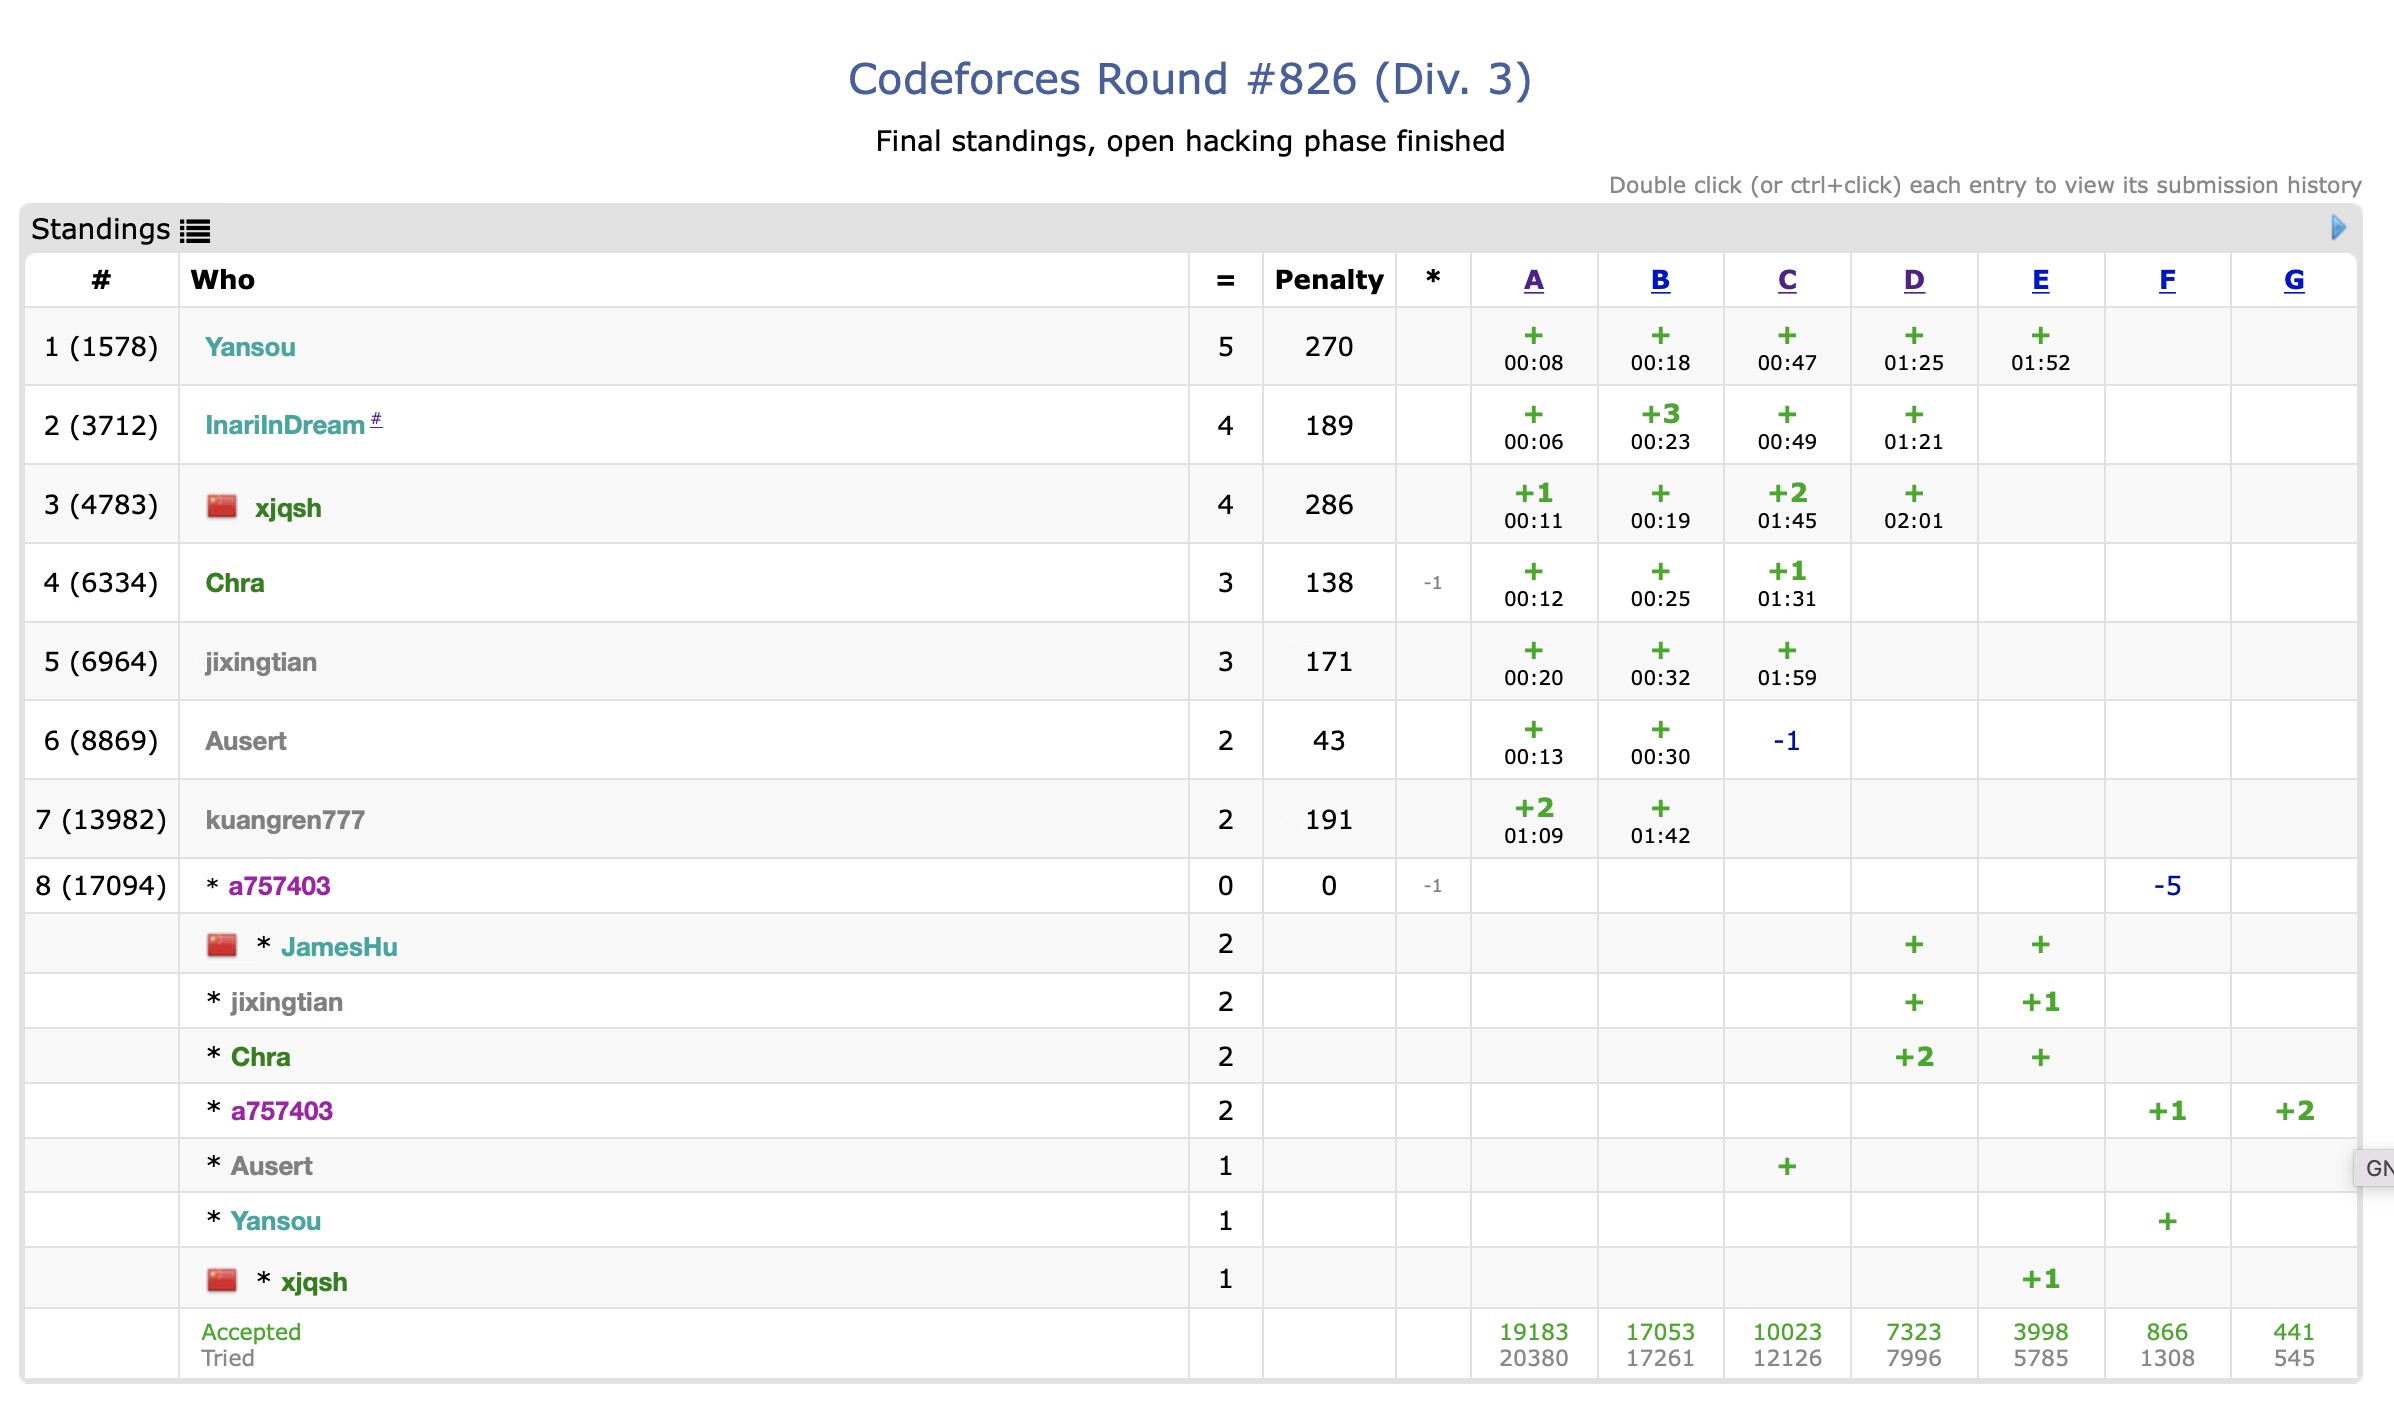 Codeforces Round #826 (Div. 3)
Final standings, open hacking phase finished
Double click (or ctrl+click) each entry to view its submission history
Standings
# Who = Penalty * A B C D E F G
1 (1578) Yansou 5 270 + + + + +
00:08 00:18 00:47 01:25 01:52
2 (3712) InariInDream # 4 189 + +3 + +
00:06 00:23 00:49 01:21
3 (4783) xjqsh 4 286 +1 + +2 +
00:11 00:19 01:45 02:01
4 (6334) Chra 3 138 -1 + + +1
00:12 00:25 01:31
5 (6964) jixingtian 3 171 + + +
00:20 00:32 01:59
6 (8869) Ausert 2 43 + + -1
00:13 00:30
7 (13982) kuangren777 2 191 +2 +
01:09 01:42
8 (17094) * a757403 0 0 -1 -5
* JamesHu 2 + +
* jixingtian 2 + +1
* Chra 2 +2 +
* a757403 2 +1 +2
* Ausert 1 +
* Yansou 1 +
* xjqsh 1 +1
Accepted 19183 17053 10023 7323 3998 866 441
Tried 20380 17261 12126 7996 5785 1308 545
GN